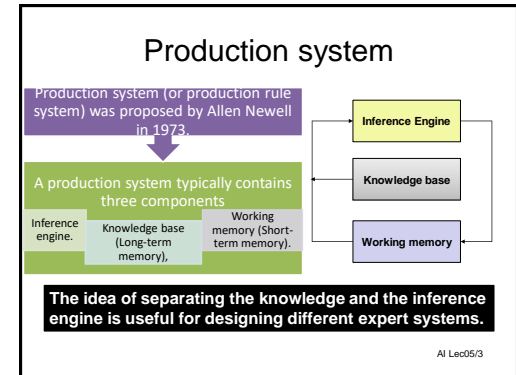 Production system
Production system (or production rule
system) was proposed by Allen Newell
in 1973.
A production system typically contains
three components
Inference
engine.
Knowledge base
(Long-term
memory),
Working
memory (Short-
term memory).
Inference Engine
Knowledge base
Working memory
The idea of separating the knowledge and the inference
engine is useful for designing different expert systems.
AI Lec05/3